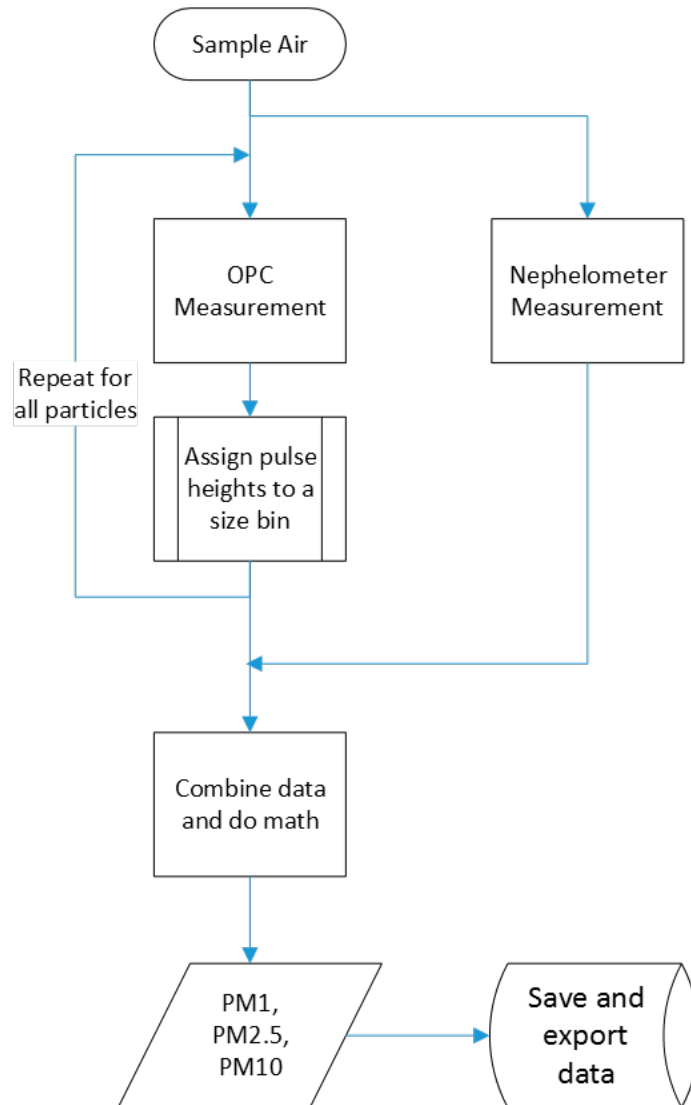 Sample Air
OPC
Measurement
Nephelometer
Measurement
Repeat for
all particles
Assign pulse
heights to a
size bin
Combine data
and do math
PM1,
PM2.5,
PM10
Save and
export
data